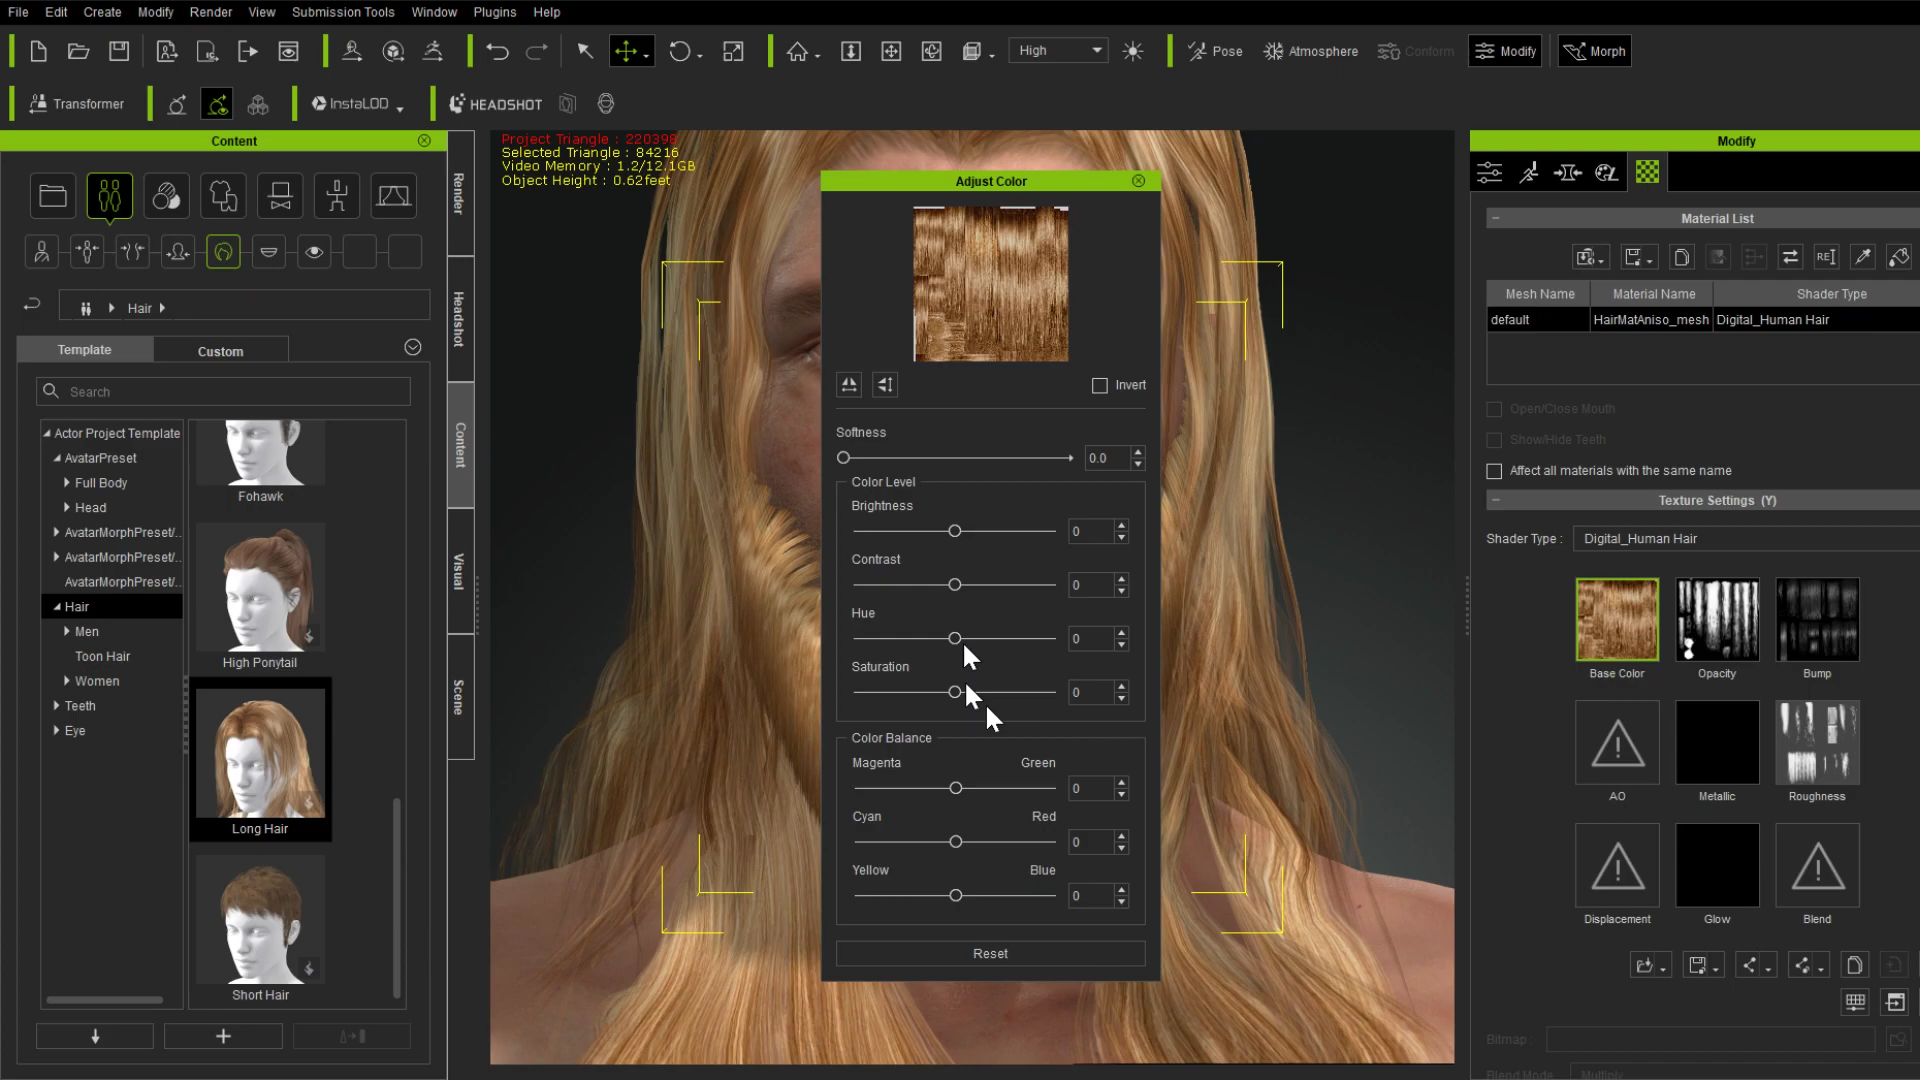 File Edit Create Modify Render View Submission Tools Window Plugins Help
High
Pose Atmosphere Conform Modify Morph
Transformer InstaLOD HEADSHOT
Content
Hair
Template Custom
Search
Actor Project Template
AvatarPreset
Full Body
Head
AvatarMorphPreset/..
AvatarMorphPreset/..
AvatarMorphPreset/..
Hair
Men
Toon Hair
Women
Teeth
Eye
Fohawk
High Ponytail
Long Hair
Short Hair
Render
Headshot
Content
Visual
Scene
Project Triangle : 220398
Selected Triangle : 84216
Video Memory : 1.2/12.1GB
Object Height : 0.62feet
Adjust Color
Invert
Softness
0.0
Color Level
Brightness
0
Contrast
0
Hue
0
Saturation
0
Color Balance
Magenta Green
0
Cyan Red
0
Yellow Blue
0
Reset
Modify
Material List
RE
Mesh Name Material Name Shader Type
default HairMatAniso_mesh Digital_Human Hair
Open/Close Mouth
Show/Hide Teeth
Affect all materials with the same name
Texture Settings (Y)
Shader Type : Digital_Human Hair
Base Color Opacity Bump
AO Metallic Roughness
Displacement Glow Blend
Bitmap :
Blend Mode Multiply